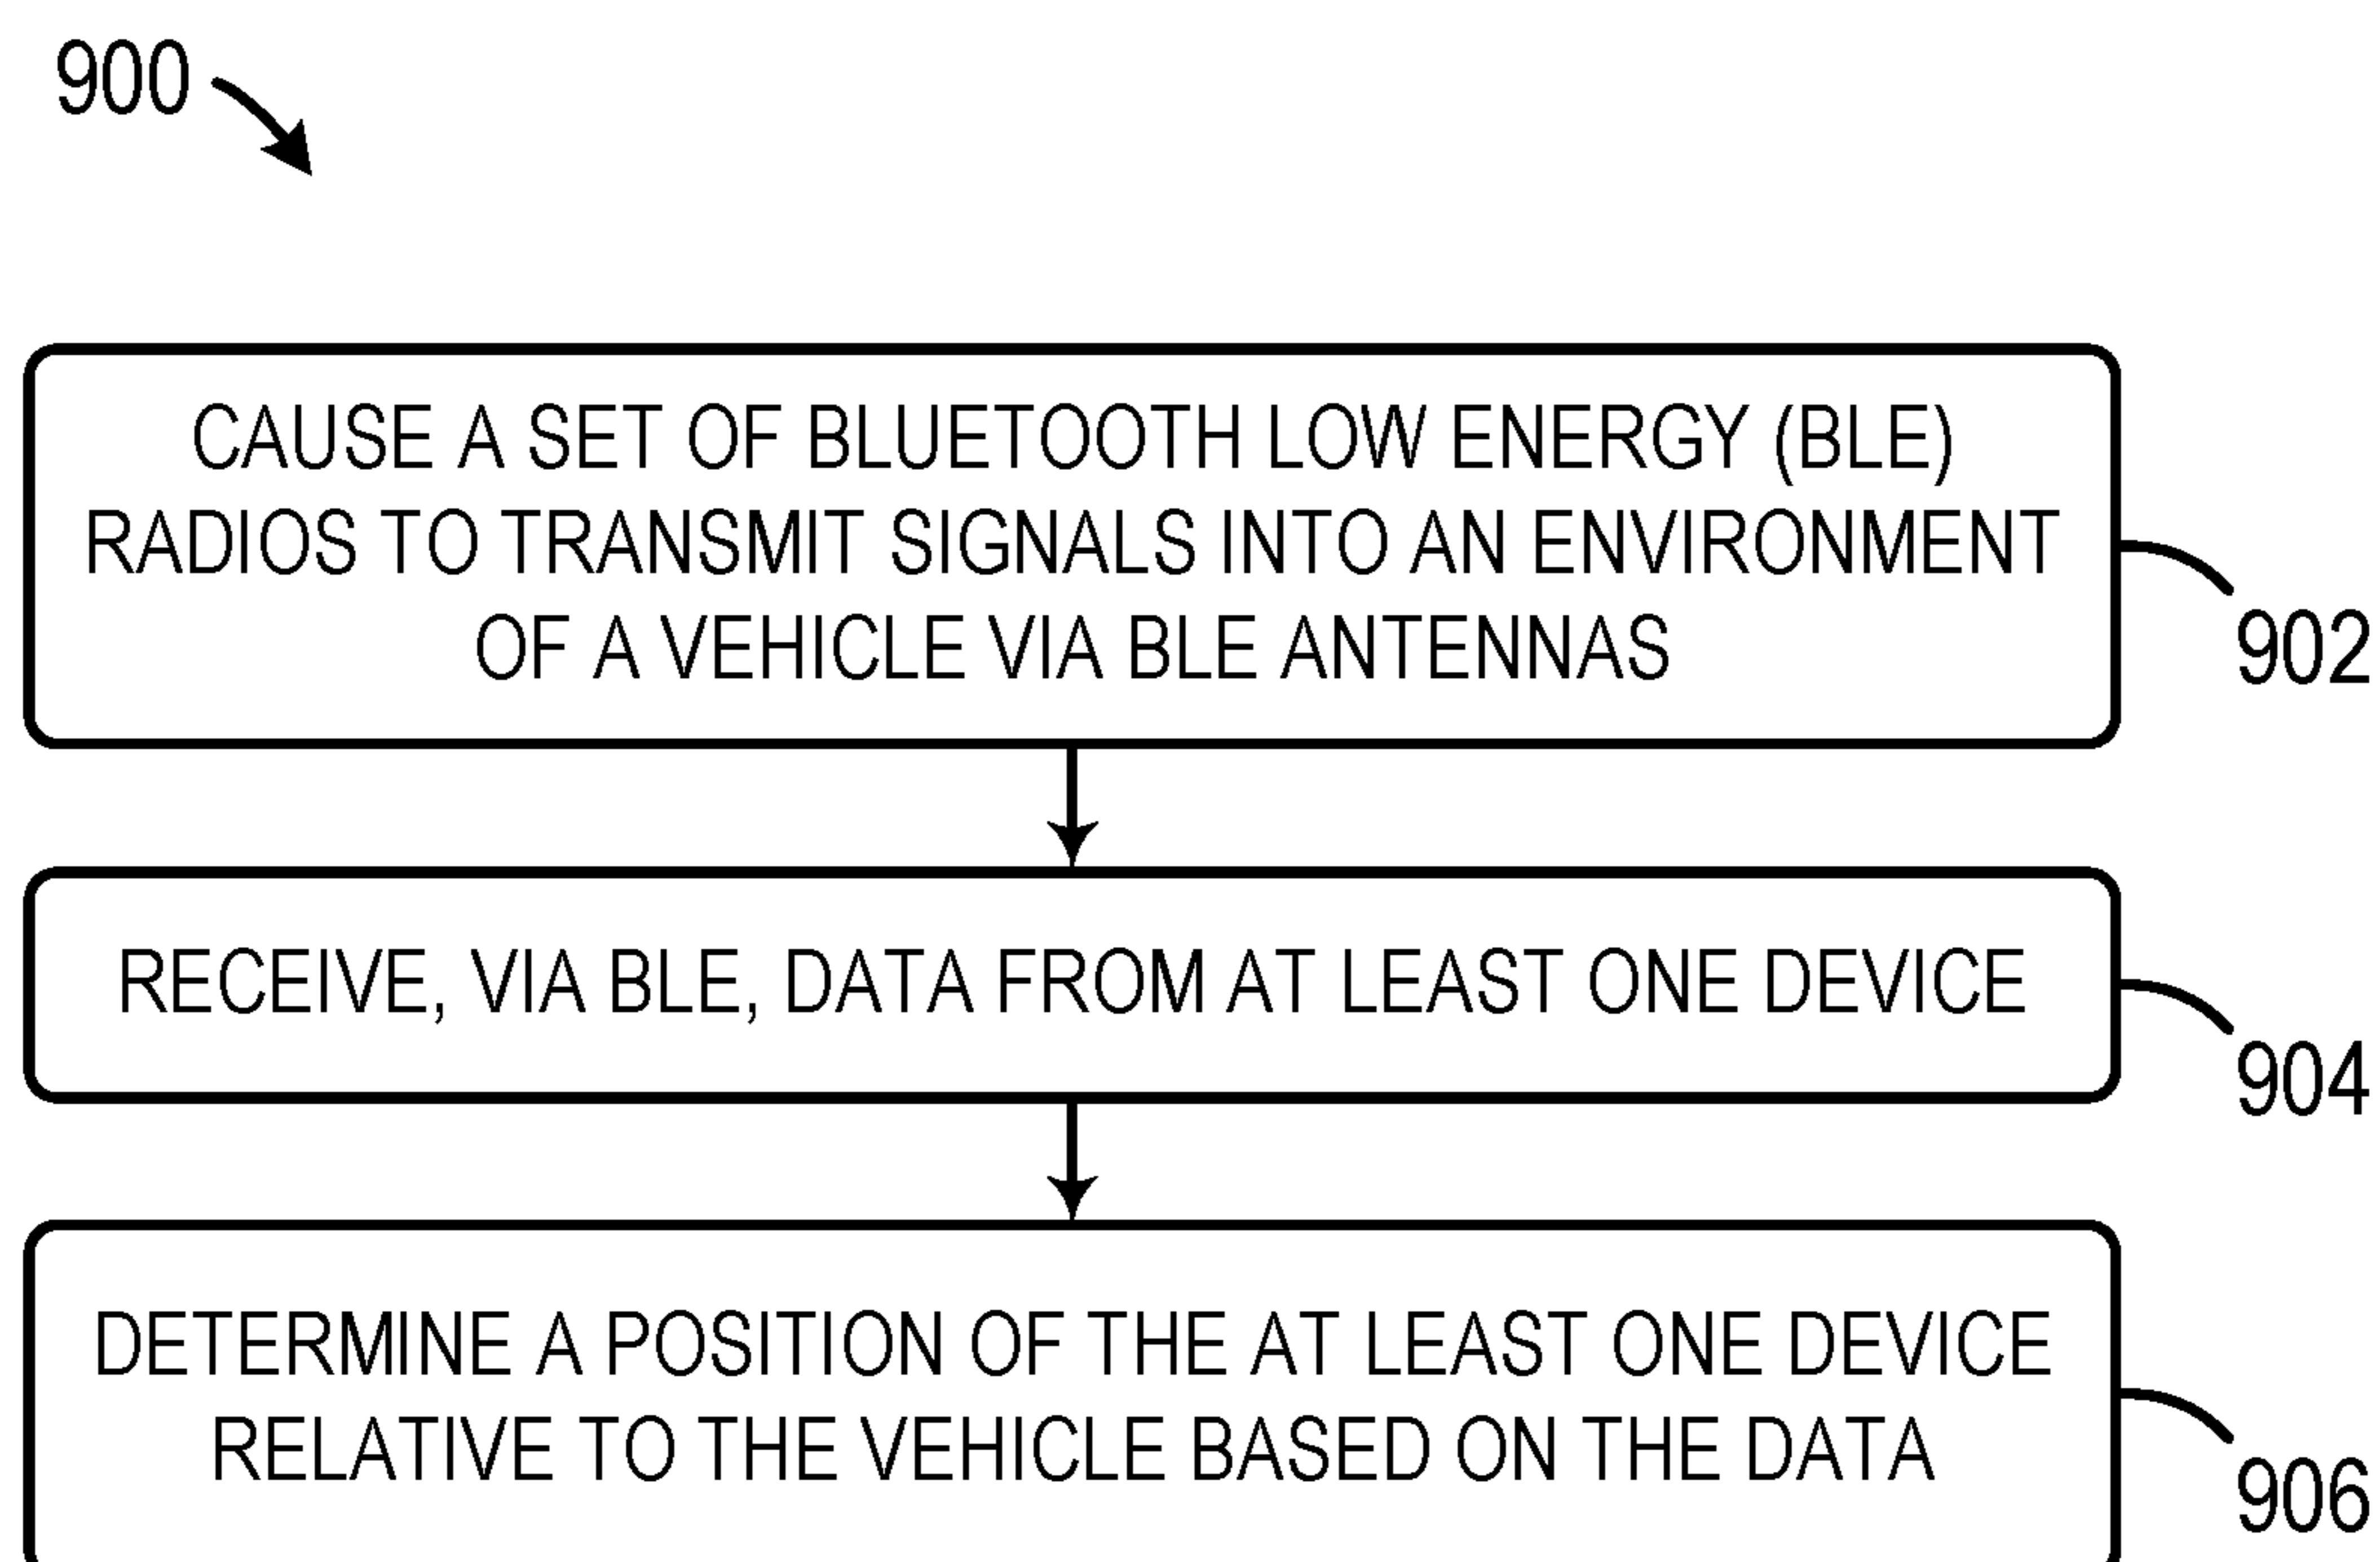 900
CAUSE A SET OF BLUETOOTH LOW ENERGY (BLE)
RADIOS TO TRANSMIT SIGNALS INTO AN ENVIRONMENT
OF A VEHICLE VIA BLE ANTENNAS
902
RECEIVE, VIA BLE, DATA FROM AT LEAST ONE DEVICE
904
DETERMINE A POSITION OF THE AT LEAST ONE DEVICE
RELATIVE TO THE VEHICLE BASED ON THE DATA
906